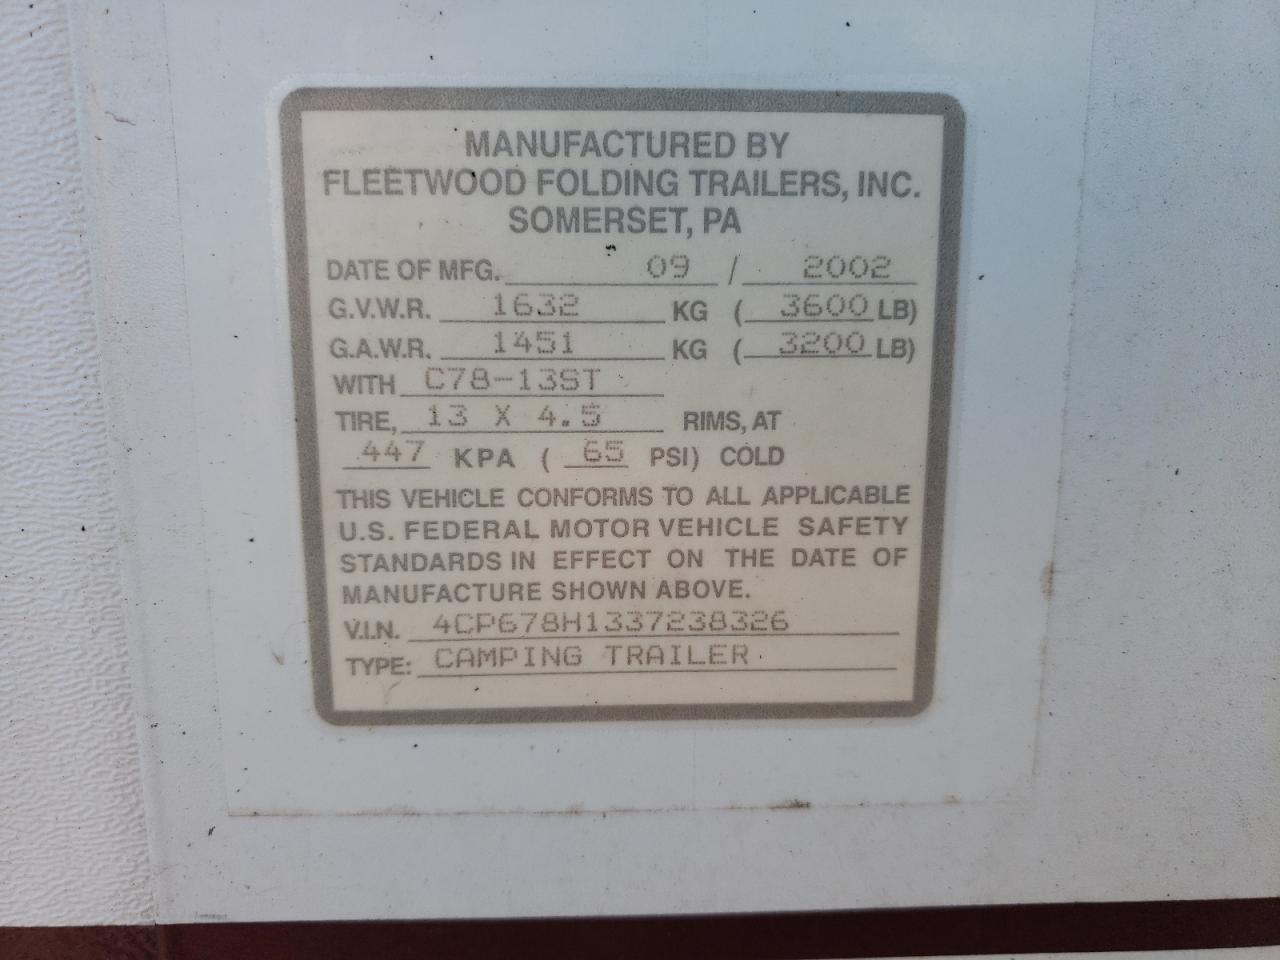 MANUFACTURED BY
FLEETWOOD FOLDING TRAILERS, INC.
SOMERSET, PA
DATE OF MFG. 09 / 2002
G.V.W.R. 1632 KG ( 3600 LB)
G.A.W.R. 1451 KG ( 3200 LB)
WITH C78-13ST
TIRE, 13 X 4.5 RIMS, AT
447 KPA ( 65 PSI) COLD
THIS VEHICLE CONFORMS TO ALL APPLICABLE
U.S. FEDERAL MOTOR VEHICLE SAFETY
STANDARDS IN EFFECT ON THE DATE OF
MANUFACTURE SHOWN ABOVE.
V.I.N. 4CP678H1337238326
TYPE: CAMPING TRAILER